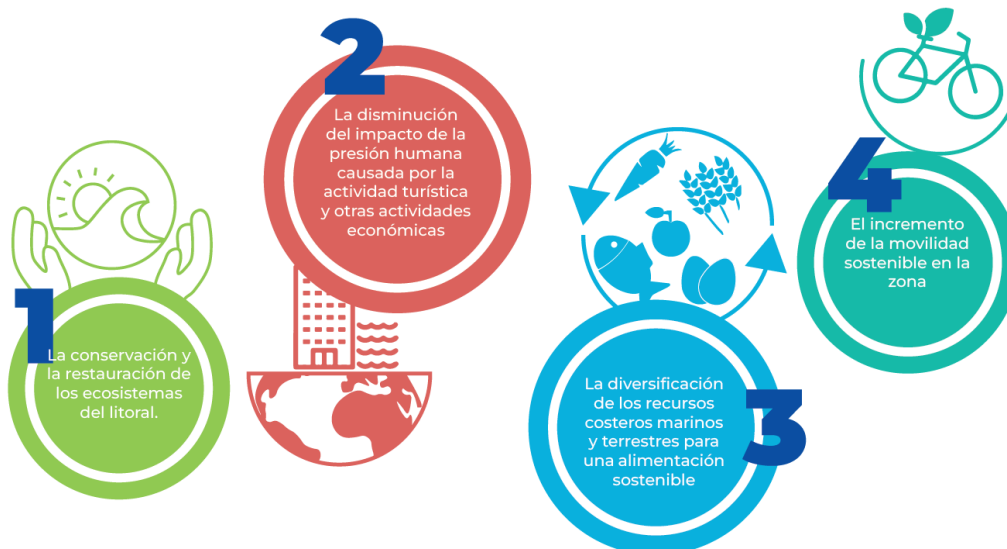 1
La conservación y
la restauración de
los ecosistemas
del litoral.
2
La disminución
del impacto de la
presión humana
causada por la
actividad turística
y otras actividades
económicas
3
La diversificación
de los recursos
costeros marinos
y terrestres para
una alimentación
sostenible
4
El incremento
de la movilidad
sostenible en la
zona